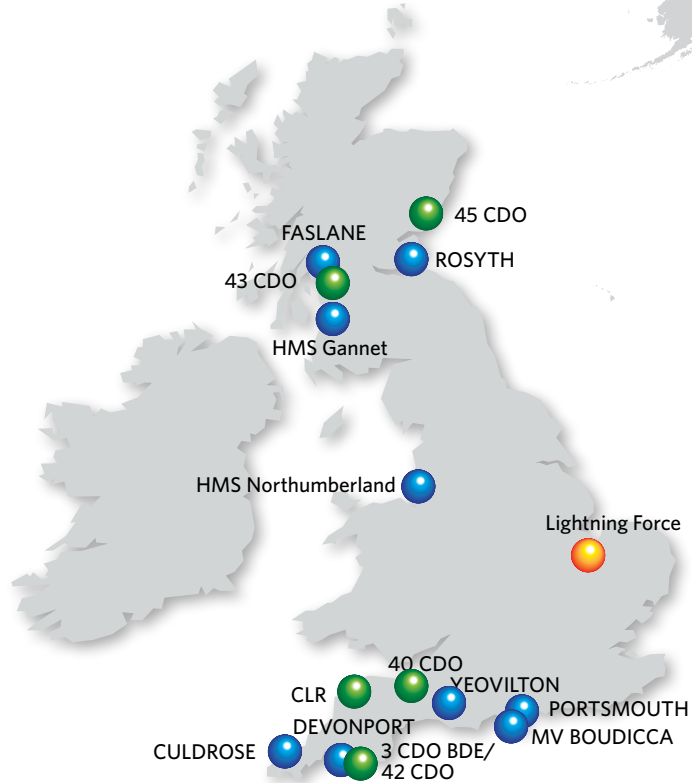 45 CDO
FASLANE
ROSYTH
43 CDO
HMS Gannet
HMS Northumberland
Lightning Force
40 CDO
YEOVILTON
CLR
PORTSMOUTH
DEVONPORT
MV BOUDICCA
CULDROSE
3 CDO BDE/
42 CDO